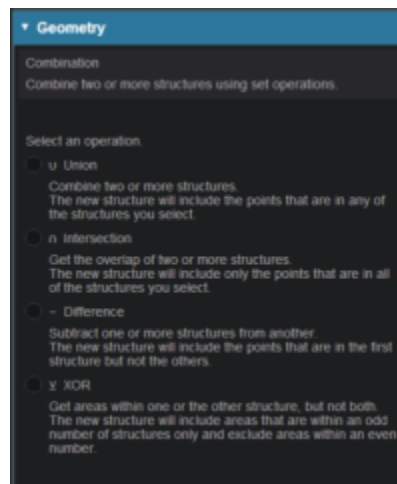 ▼ Geometry
Combination
Combine two or more structures using set operations.
Select an operation.
∪ Union
Combine two or more structures.
The new structure will include the points that are in any of
the structures you select.
∩ Intersection
Get the overlap of two or more structures.
The new structure will include only the points that are in all
of the structures you select.
− Difference
Subtract one or more structures from another.
The new structure will include the points that are in the first
structure but not the others.
⊻ XOR
Get areas within one or the other structure, but not both.
The new structure will include areas that are within an odd
number of structures only and exclude areas within an even
number.